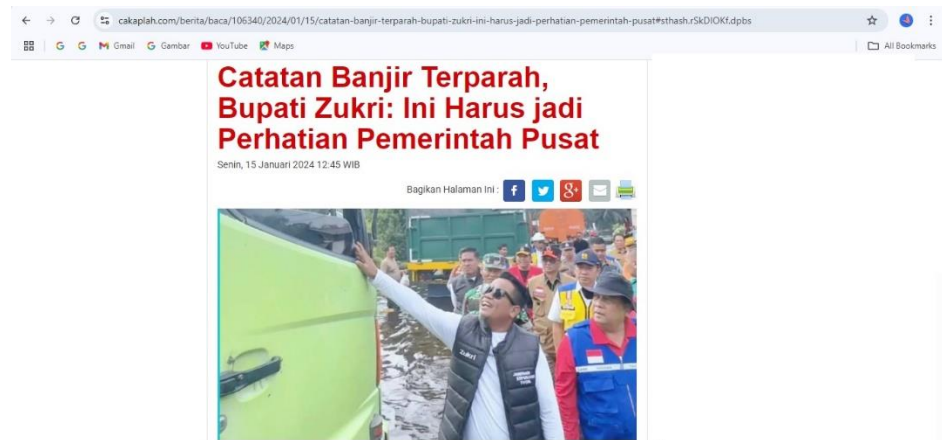 cakaplah.com/berita/baca/106340/2024/01/15/catatan-banjir-terparah-bupati-zukri-ini-harus-jadi-perhatian-pemerintah-pusat#sthash.rSkDIOKf.dpbs
G G Gmail G Gambar YouTube Maps All Bookmarks
Catatan Banjir Terparah,
Bupati Zukri: Ini Harus jadi
Perhatian Pemerintah Pusat
Senin, 15 Januari 2024 12:45 WIB
Bagikan Halaman Ini : f 8+
Zukri